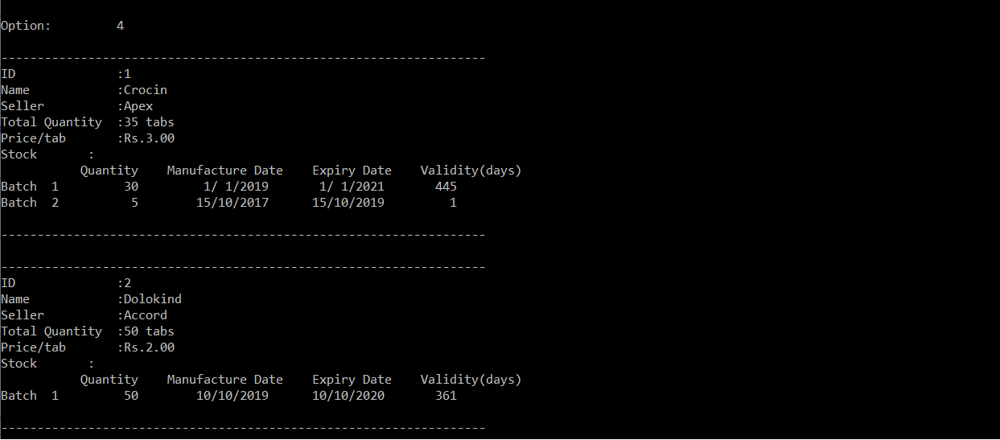 Option:         4
-------------------------------------------------------------------
ID              :1
Name            :Crocin
Seller          :Apex
Total Quantity  :35 tabs
Price/tab       :Rs.3.00
Stock       :
           Quantity    Manufacture Date    Expiry Date    Validity(days)
Batch  1         30         1/ 1/2019       1/ 1/2021       445
Batch  2          5        15/10/2017      15/10/2019         1
-------------------------------------------------------------------
-------------------------------------------------------------------
ID              :2
Name            :Dolokind
Seller          :Accord
Total Quantity  :50 tabs
Price/tab       :Rs.2.00
Stock       :
           Quantity    Manufacture Date    Expiry Date    Validity(days)
Batch  1         50        10/10/2019      10/10/2020       361
-------------------------------------------------------------------